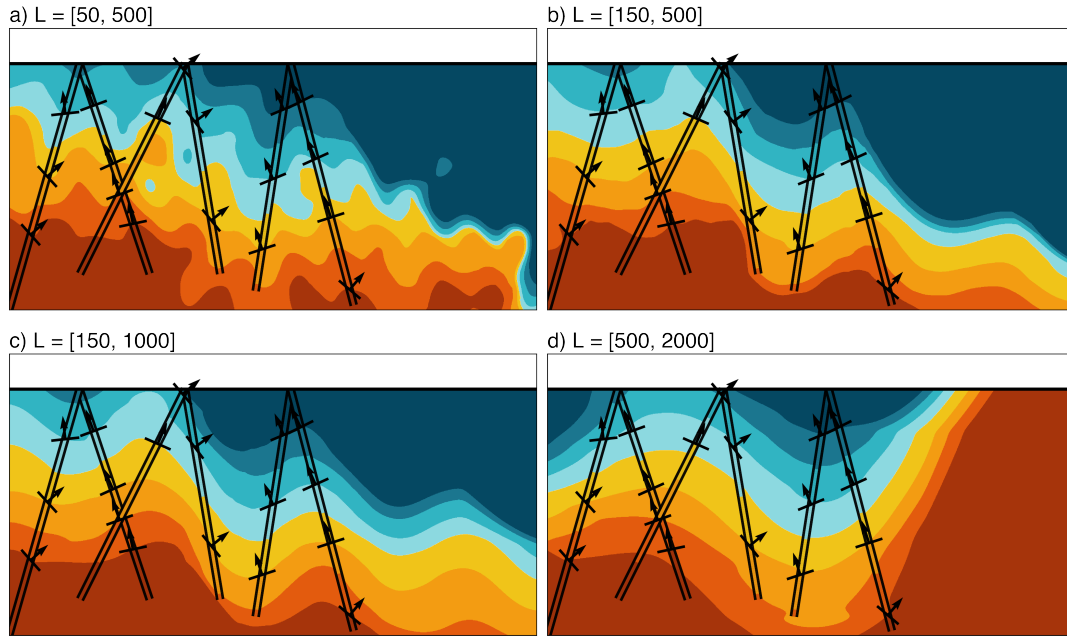 a) L = [50, 500]
b) L = [150, 500]
c) L = [150, 1000]
d) L = [500, 2000]